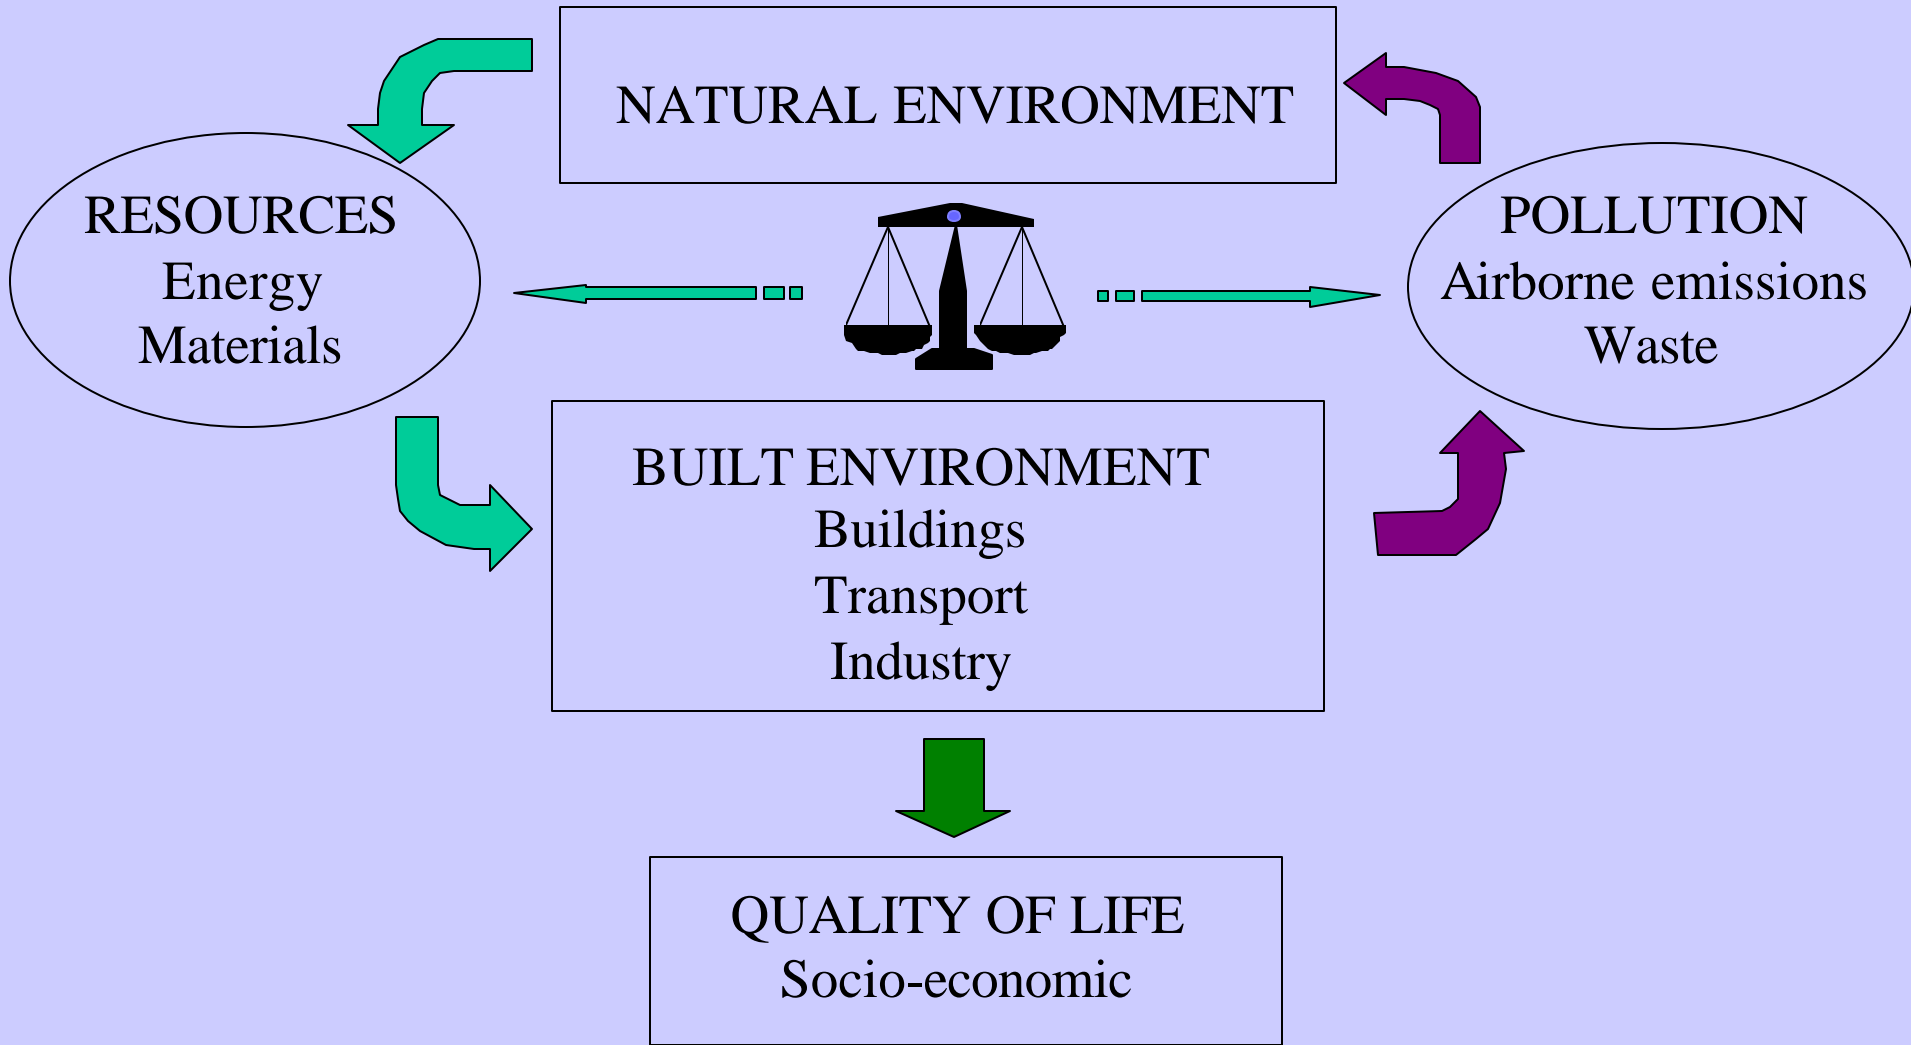 NATURAL ENVIRONMENT
RESOURCES
Energy
Materials
POLLUTION
Airborne emissions
Waste
BUILT ENVIRONMENT
Buildings
Transport
Industry
QUALITY OF LIFE
Socio-economic